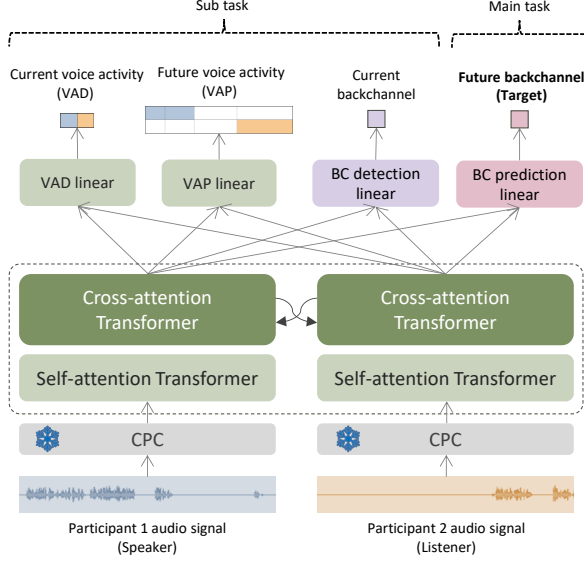 Sub task
Main task
Current voice activity
(VAD)
Future voice activity
(VAP)
Current
backchannel
Future backchannel
(Target)
VAD linear
VAP linear
BC detection
linear
BC prediction
linear
Cross-attention
Transformer
Cross-attention
Transformer
Self-attention Transformer
Self-attention Transformer
CPC
CPC
Participant 1 audio signal
(Speaker)
Participant 2 audio signal
(Listener)